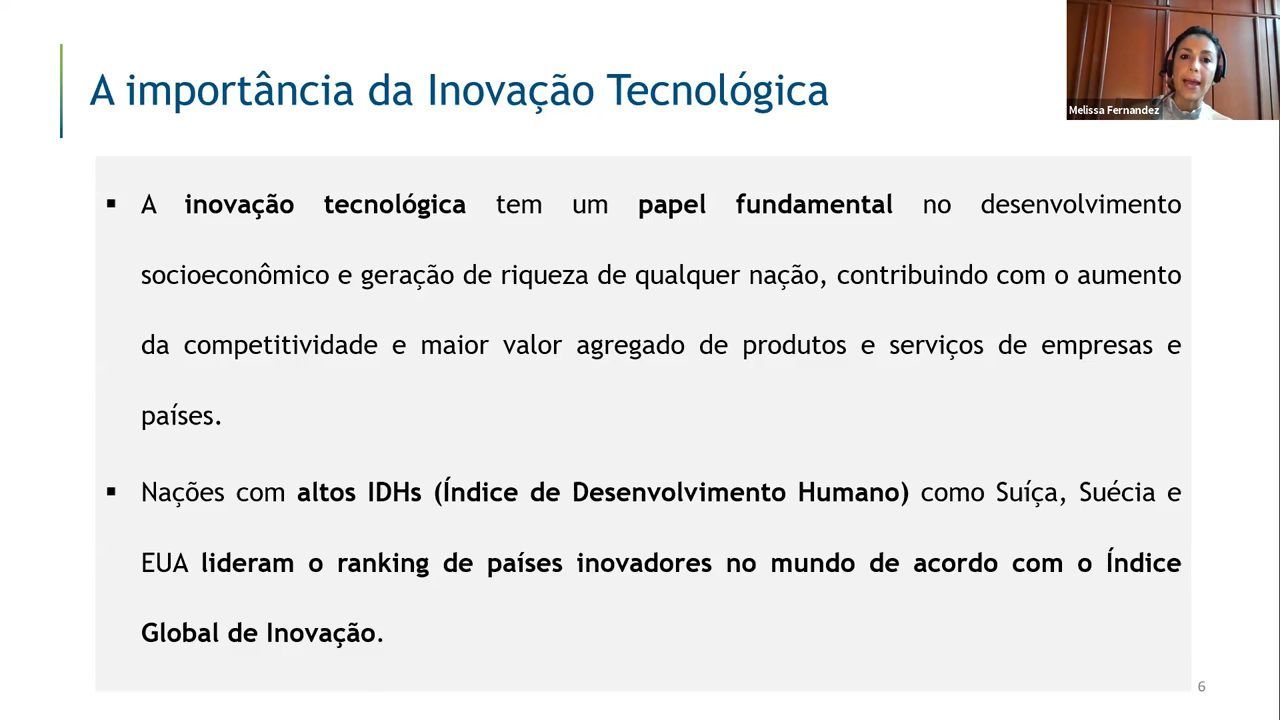 A importância da Inovação Tecnológica
Melissa Fernandez
▪ A inovação tecnológica tem um papel fundamental no desenvolvimento
socioeconômico e geração de riqueza de qualquer nação, contribuindo com o aumento
da competitividade e maior valor agregado de produtos e serviços de empresas e
países.
▪ Nações com altos IDHs (Índice de Desenvolvimento Humano) como Suíça, Suécia e
EUA lideram o ranking de países inovadores no mundo de acordo com o Índice
Global de Inovação.
6